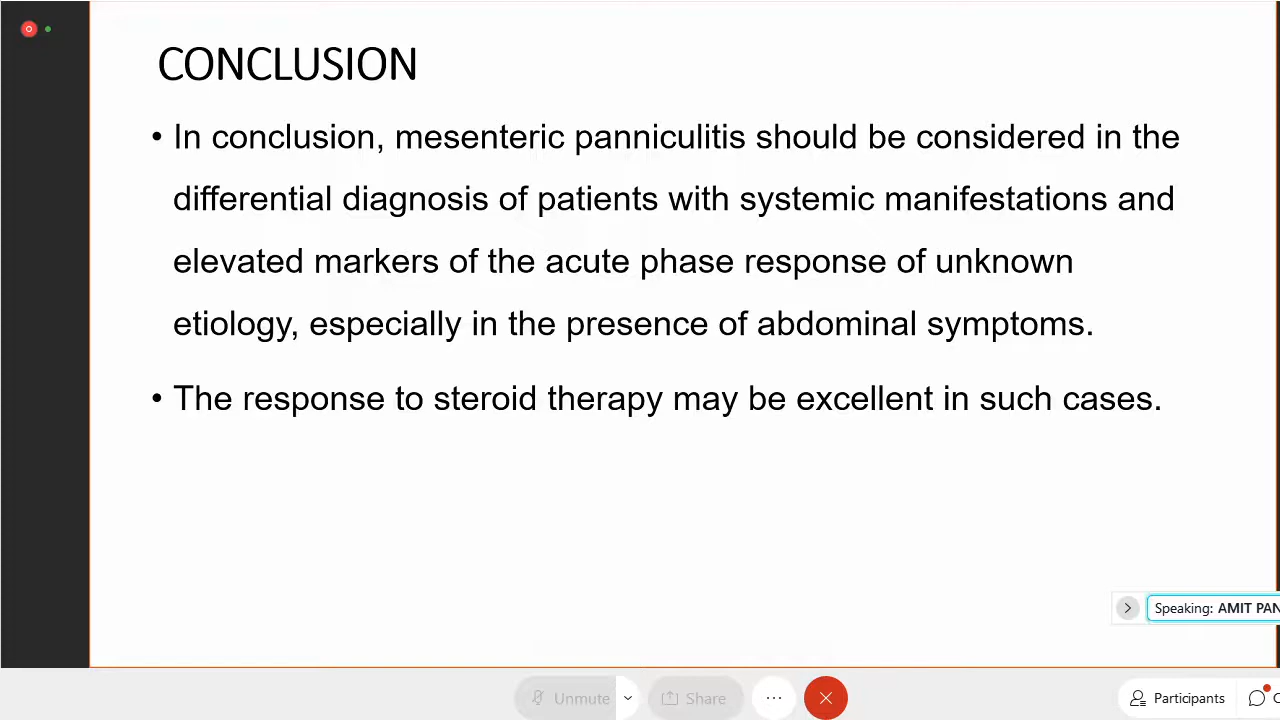 CONCLUSION
• In conclusion, mesenteric panniculitis should be considered in the
differential diagnosis of patients with systemic manifestations and
elevated markers of the acute phase response of unknown
etiology, especially in the presence of abdominal symptoms.
• The response to steroid therapy may be excellent in such cases.
Speaking: AMIT PAN
Unmute
Share
Participants